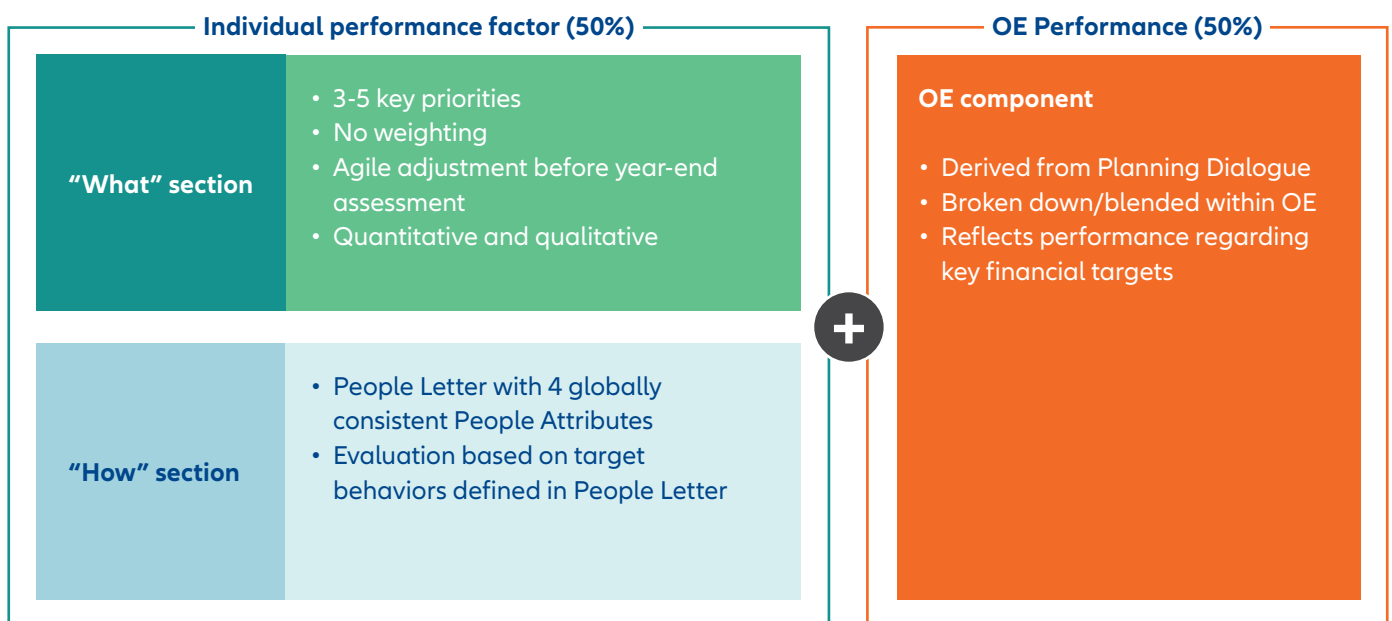 Individual performance factor (50%)
“What” section
• 3-5 key priorities
• No weighting
• Agile adjustment before year-end
assessment
• Quantitative and qualitative
“How” section
• People Letter with 4 globally
consistent People Attributes
• Evaluation based on target
behaviors defined in People Letter
+
OE Performance (50%)
OE component
• Derived from Planning Dialogue
• Broken down/blended within OE
• Reflects performance regarding
key financial targets